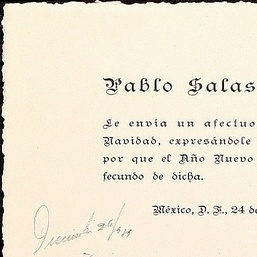 Pablo Salas
Le envía un afectuo
Navidad, expresándole
por que el Año Nuevo
fecundo de dicha.
México, D. F., 24 de